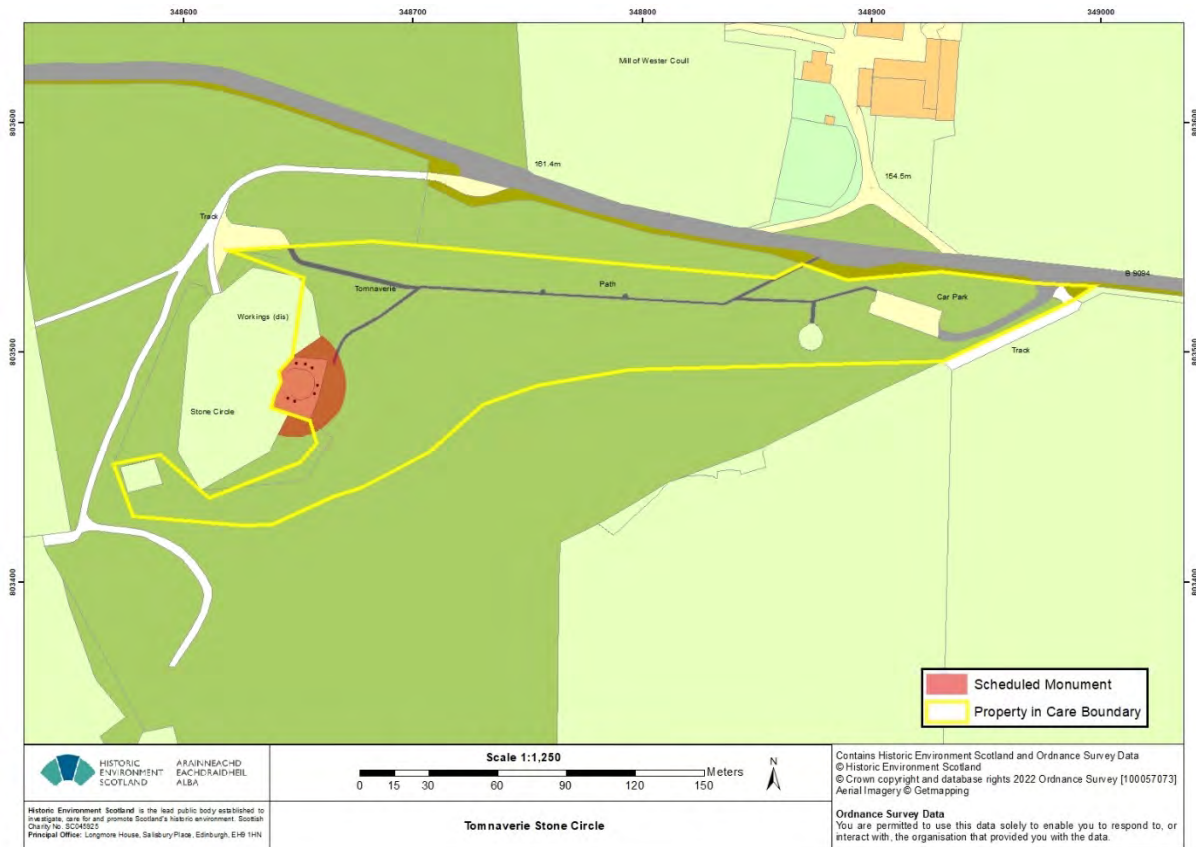 348600
348700
348800
348900
349000
Mill of Wester Coull
803600
803600
161.4m
154.5m
Track
B 9094
Tomnaverie
Path
Car Park
Workings (dis)
803500
803500
Track
Stone Circle
803400
803400
Scheduled Monument
Property in Care Boundary
HISTORIC
ENVIRONMENT
SCOTLAND
ÀRAINNEACHD
EACHDRAIDHEIL
ALBA
Historic Environment Scotland is the lead public body established to
investigate, care for and promote Scotland's historic environment. Scottish
Charity No. SC045925
Principal Office: Longmore House, Salisbury Place, Edinburgh, EH9 1HN
Scale 1:1,250
Meters
0 15 30 60 90 120 150
N
Tomnaverie Stone Circle
Contains Historic Environment Scotland and Ordnance Survey Data
© Historic Environment Scotland
© Crown copyright and database rights 2022 Ordnance Survey [100057073]
Aerial Imagery © Getmapping
Ordnance Survey Data
You are permitted to use this data solely to enable you to respond to, or
interact with, the organisation that provided you with the data.